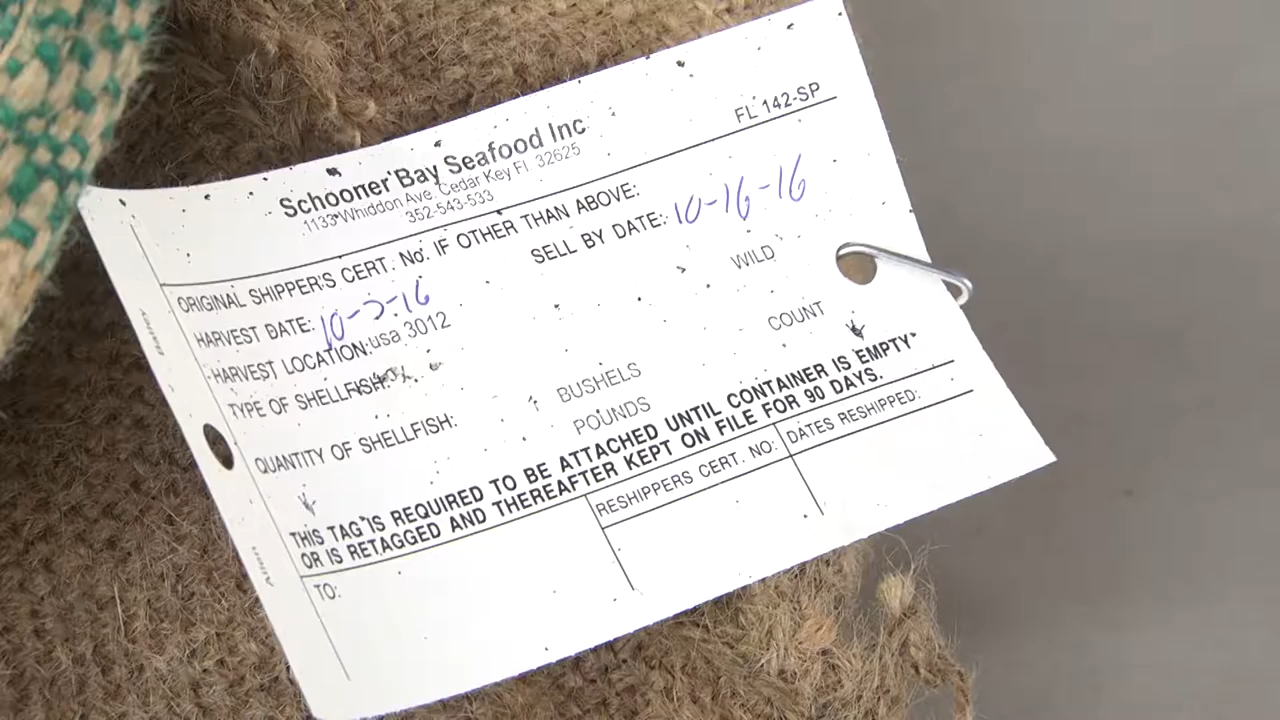 Schooner Bay Seafood Inc
1133 Whiddon Ave. Cedar Key Fl 32625
352-543-533
FL 142-SP
ORIGINAL SHIPPER'S CERT. No. IF OTHER THAN ABOVE:
HARVEST DATE: 10-2-16 SELL BY DATE: 10-16-16
HARVEST LOCATION: usa 3012 WILD
TYPE OF SHELLFISH:
QUANTITY OF SHELLFISH: BUSHELS COUNT
POUNDS
THIS TAG IS REQUIRED TO BE ATTACHED UNTIL CONTAINER IS EMPTY
OR IS RETAGGED AND THEREAFTER KEPT ON FILE FOR 90 DAYS.
TO: RESHIPPERS CERT. NO: DATES RESHIPPED: